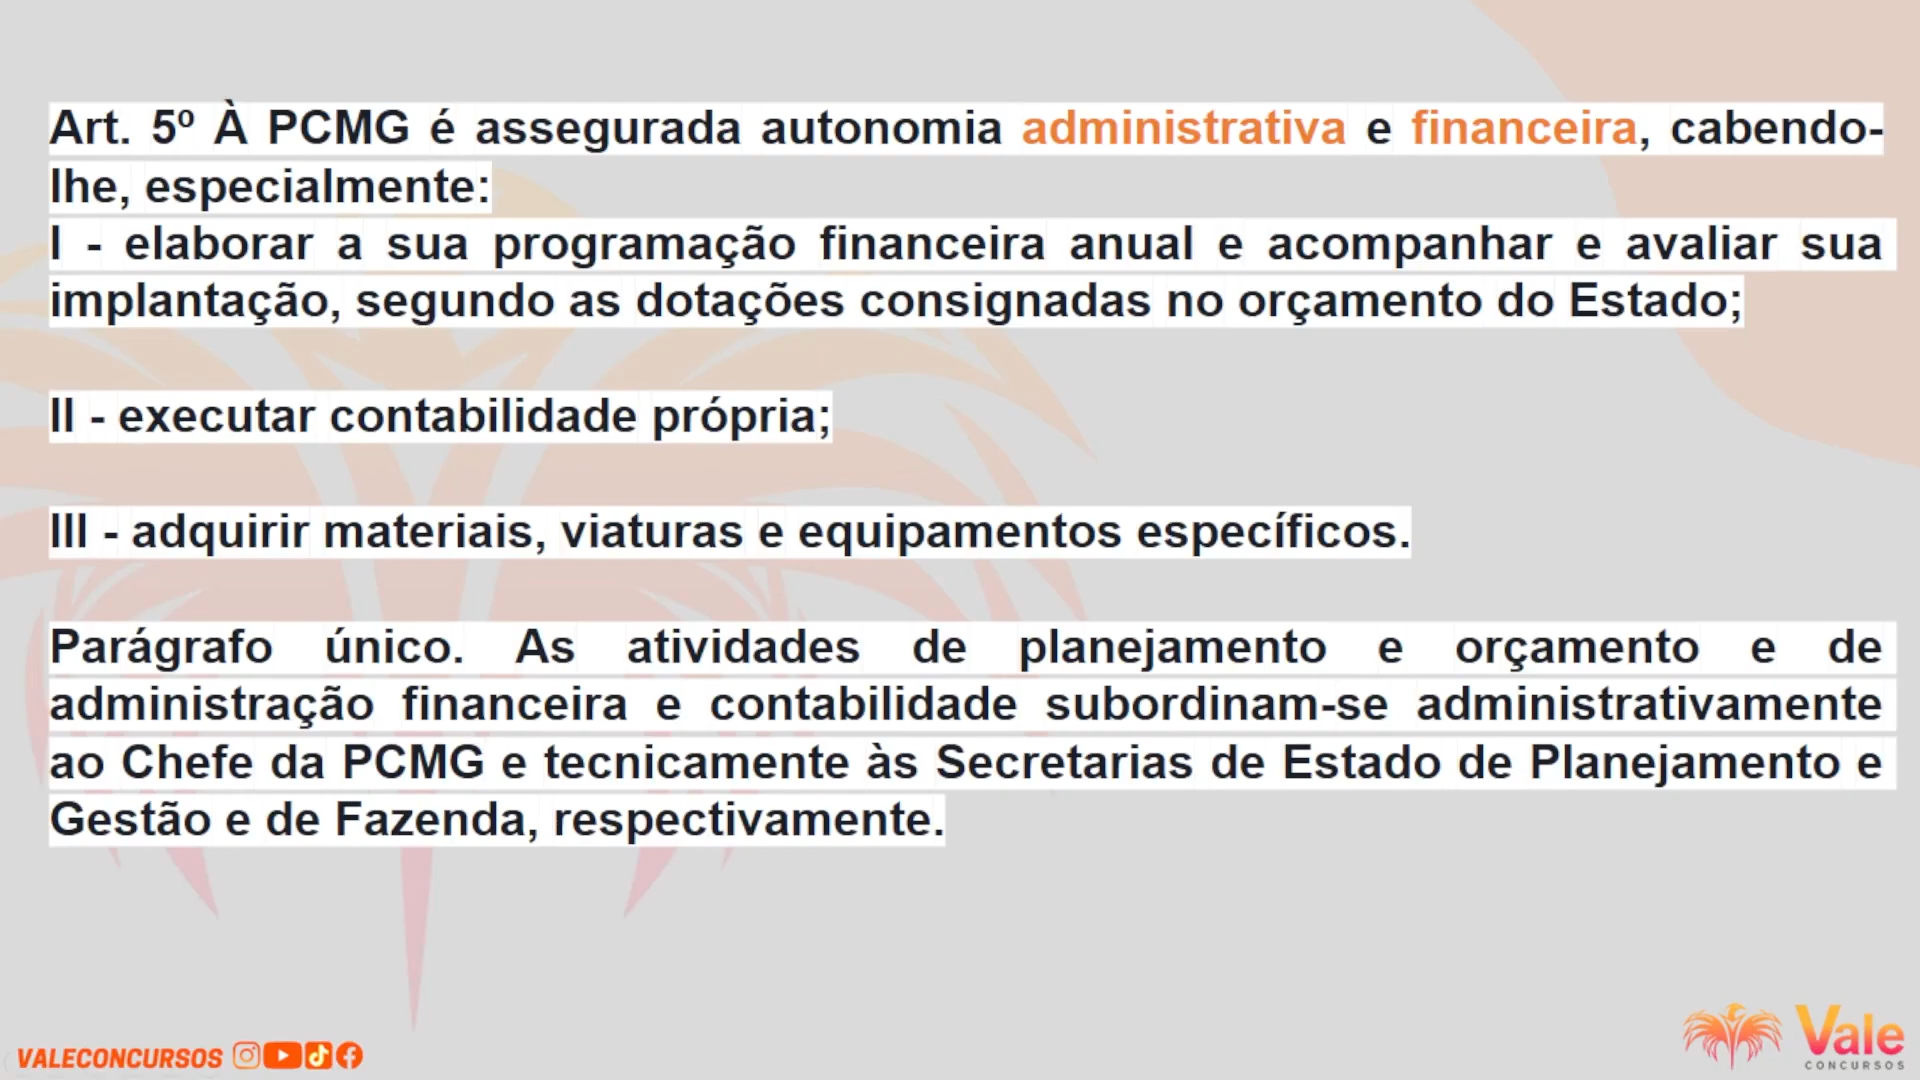 Art. 5º À PCMG é assegurada autonomia administrativa e financeira, cabendo-
lhe, especialmente:
I - elaborar a sua programação financeira anual e acompanhar e avaliar sua
implantação, segundo as dotações consignadas no orçamento do Estado;
II - executar contabilidade própria;
III - adquirir materiais, viaturas e equipamentos específicos.
Parágrafo único. As atividades de planejamento e orçamento e de
administração financeira e contabilidade subordinam-se administrativamente
ao Chefe da PCMG e tecnicamente às Secretarias de Estado de Planejamento e
Gestão e de Fazenda, respectivamente.
VALECONCURSOS
Vale
CONCURSOS